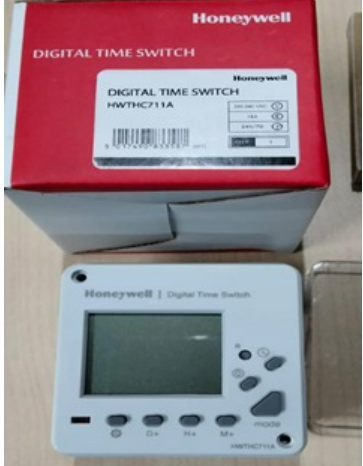 Honeywell
DIGITAL TIME SWITCH
Honeywell
DIGITAL TIME SWITCH
HWTHC711A
Honeywell | Digital Time Switch
D+
H+
M+
mode
HWTHC711A